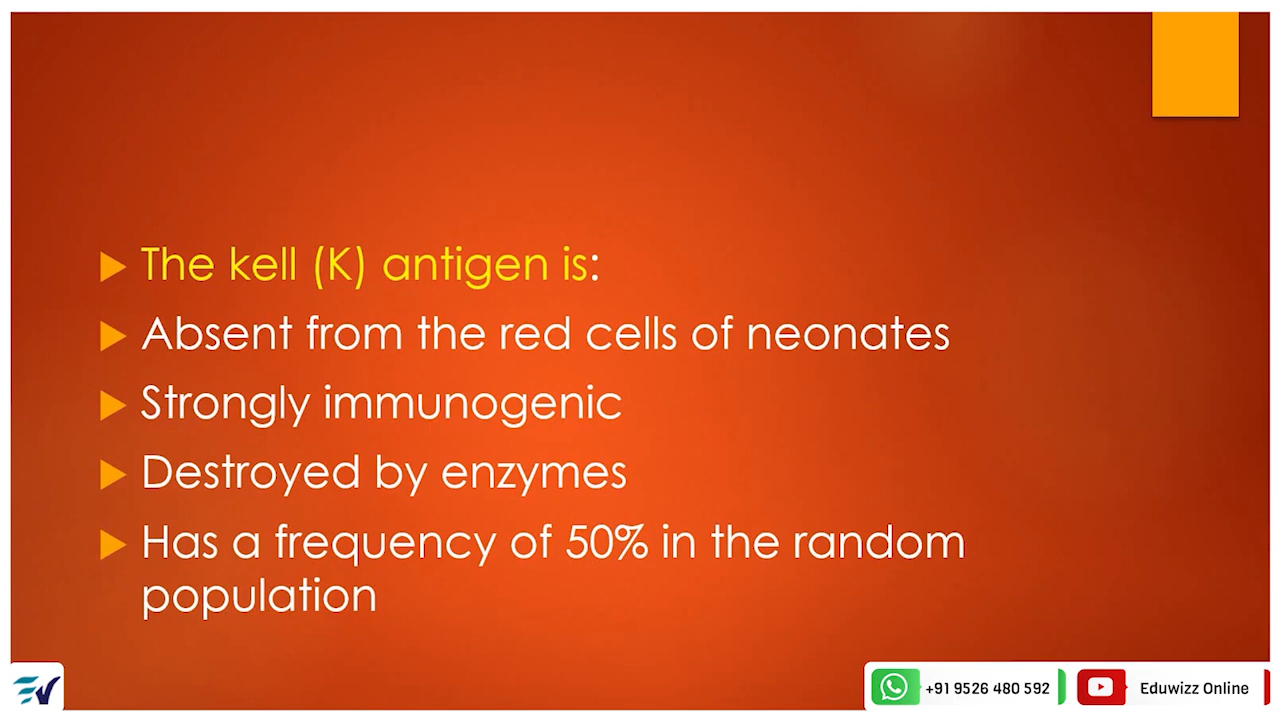 The kell (K) antigen is:
Absent from the red cells of neonates
Strongly immunogenic
Destroyed by enzymes
Has a frequency of 50% in the random
population
+91 9526 480 592
Eduwizz Online